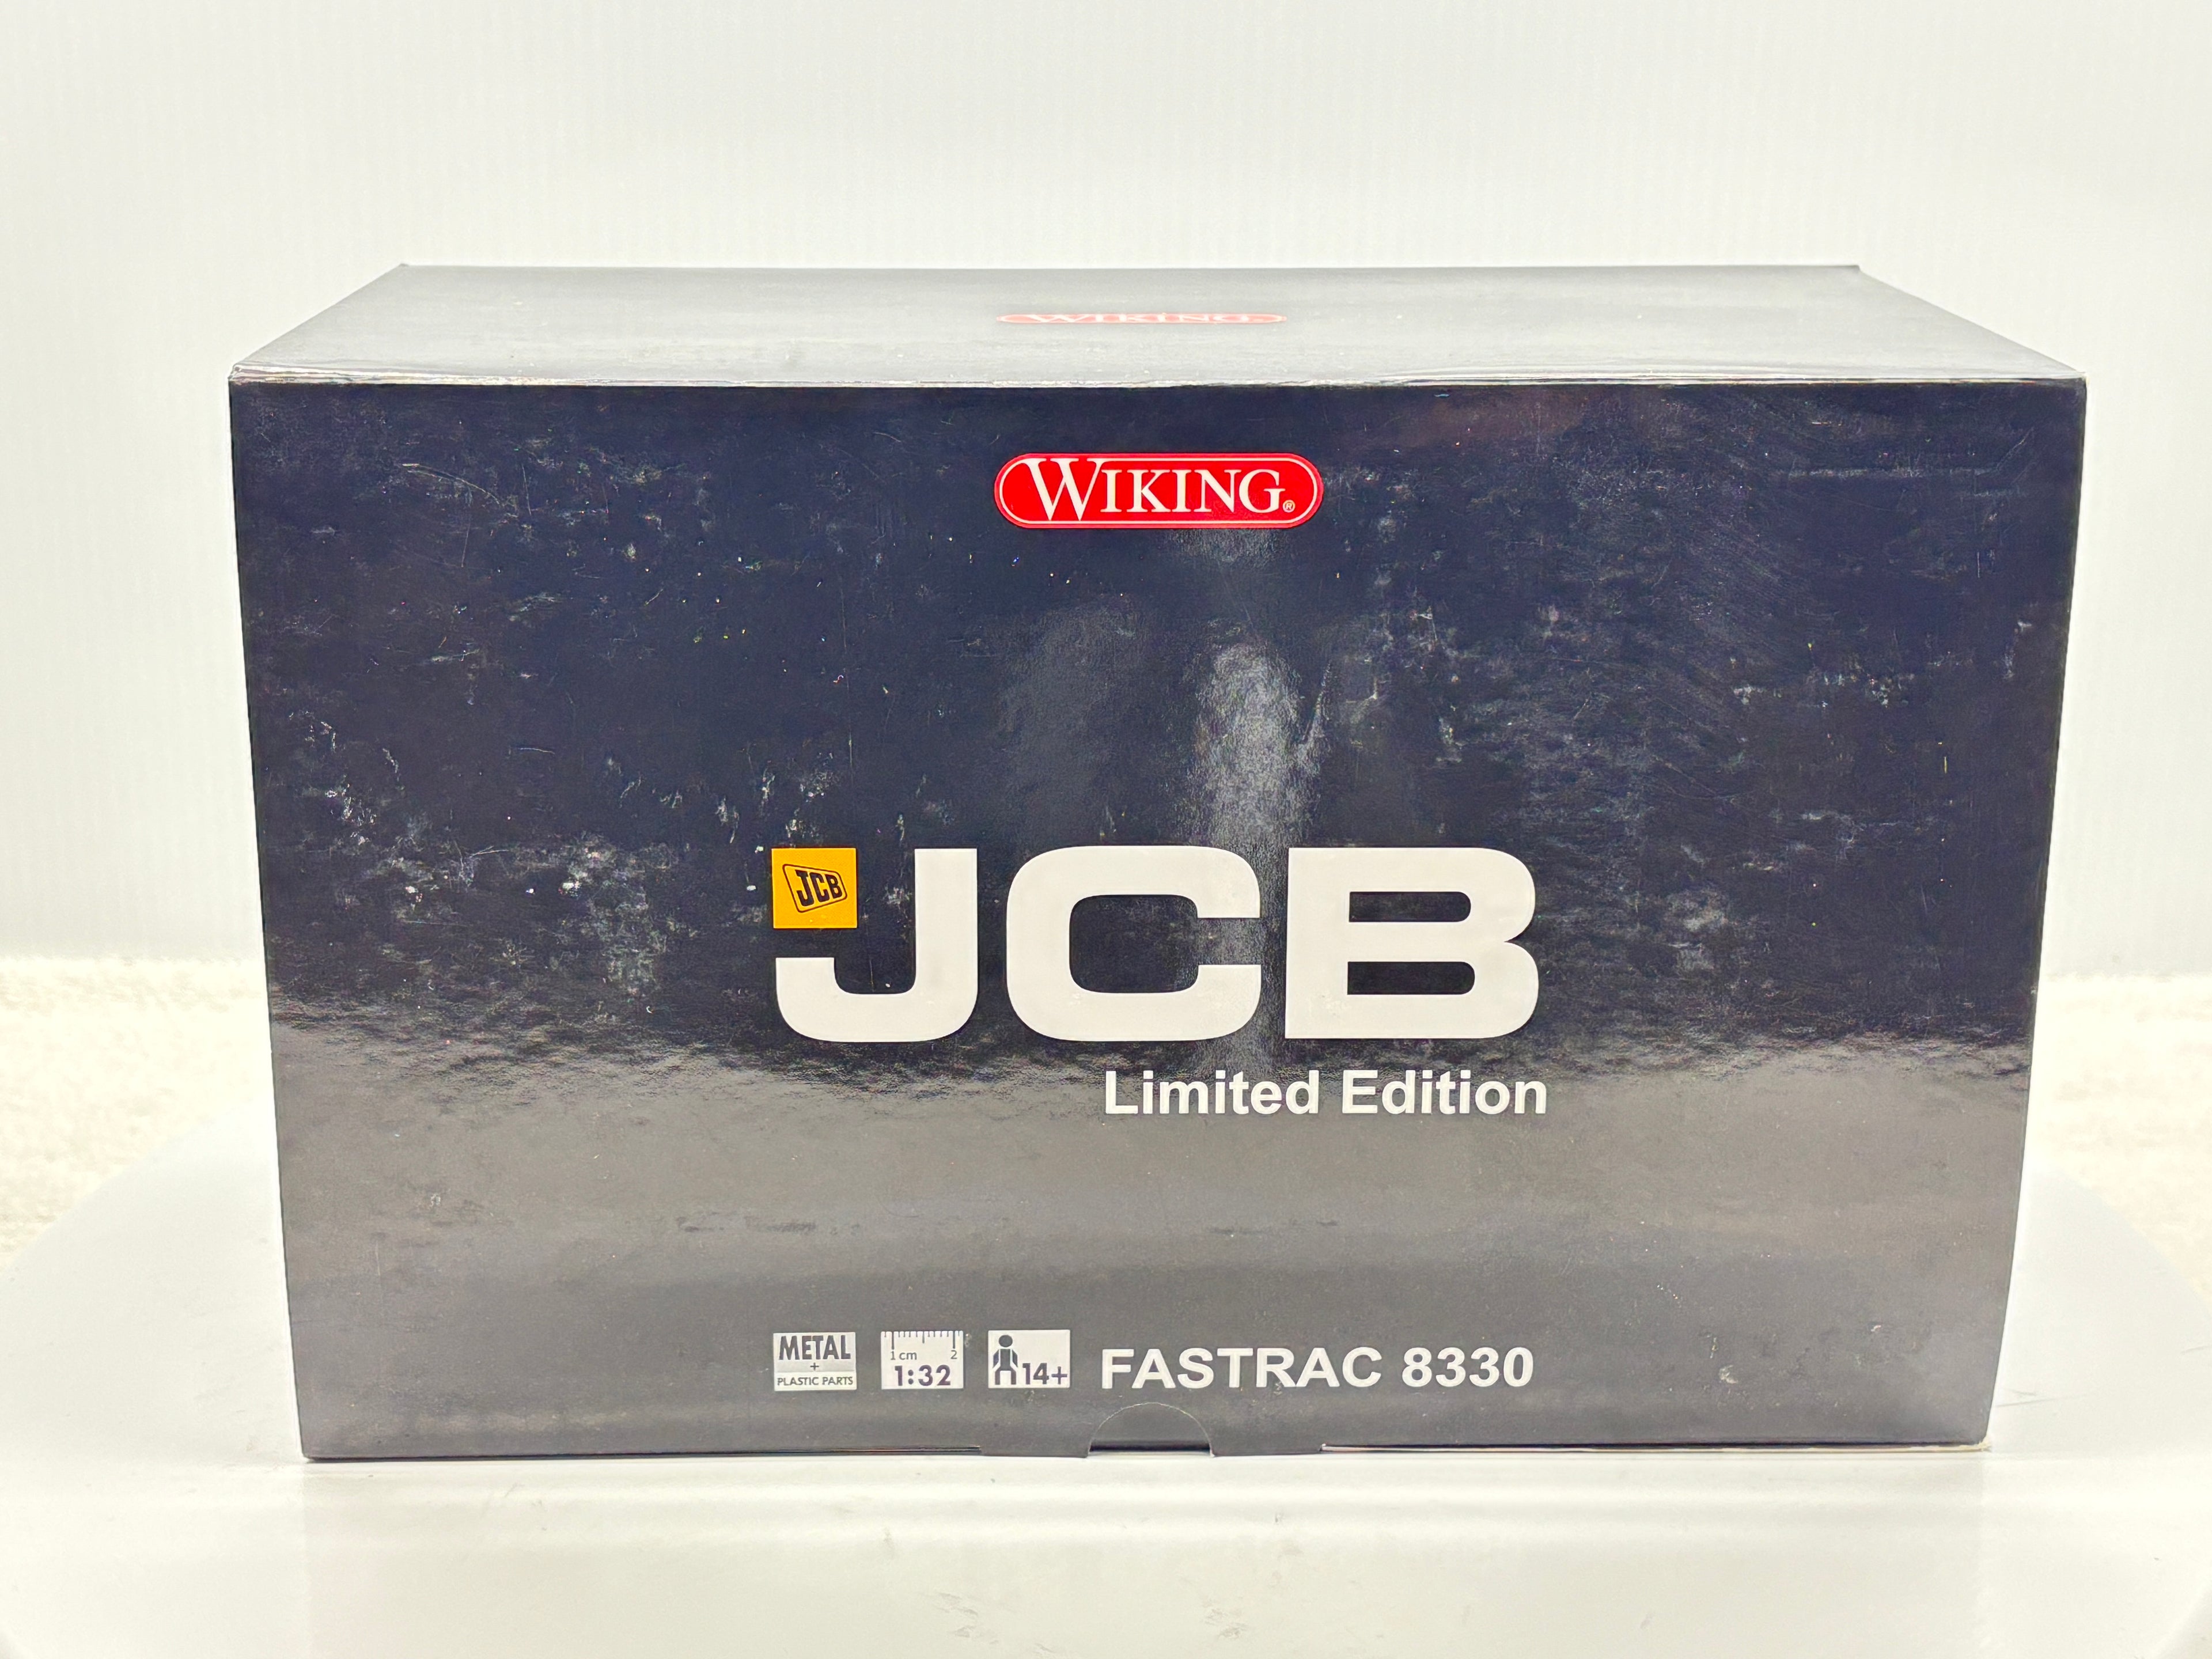 WIKING
WIKING®
JCB
JCB
Limited Edition
METAL
+
PLASTIC PARTS
1 cm 2
1:32
14+
FASTRAC 8330